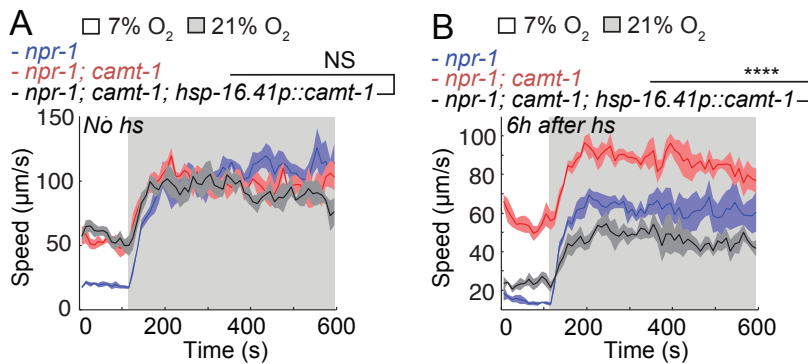 A
7% O2 21% O2
- npr-1
NS
- npr-1; camt-1
- npr-1; camt-1; hsp-16.41p::camt-1
No hs
150
100
50
0
Speed (µm/s)
0 200 400 600
Time (s)
B
7% O2 21% O2
- npr-1
****
- npr-1; camt-1
- npr-1; camt-1; hsp-16.41p::camt-1
6h after hs
100
80
60
40
20
Speed (µm/s)
0 200 400 600
Time (s)